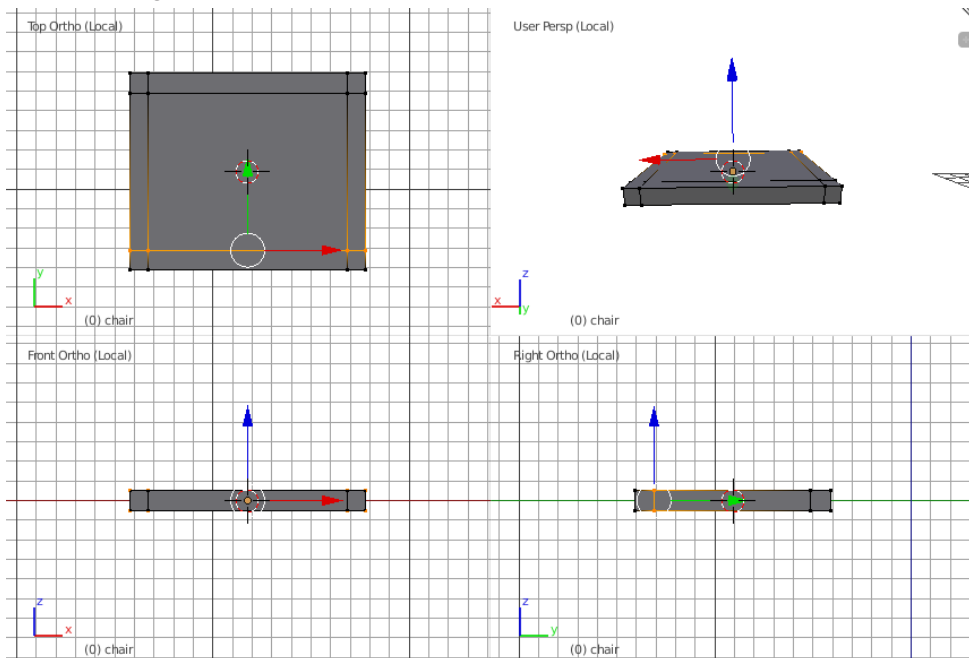 Top Ortho (Local)
y
x
(0) chair
User Persp (Local)
z
x
y
(0) chair
Front Ortho (Local)
z
x
(0) chair
Right Ortho (Local)
z
y
(0) chair